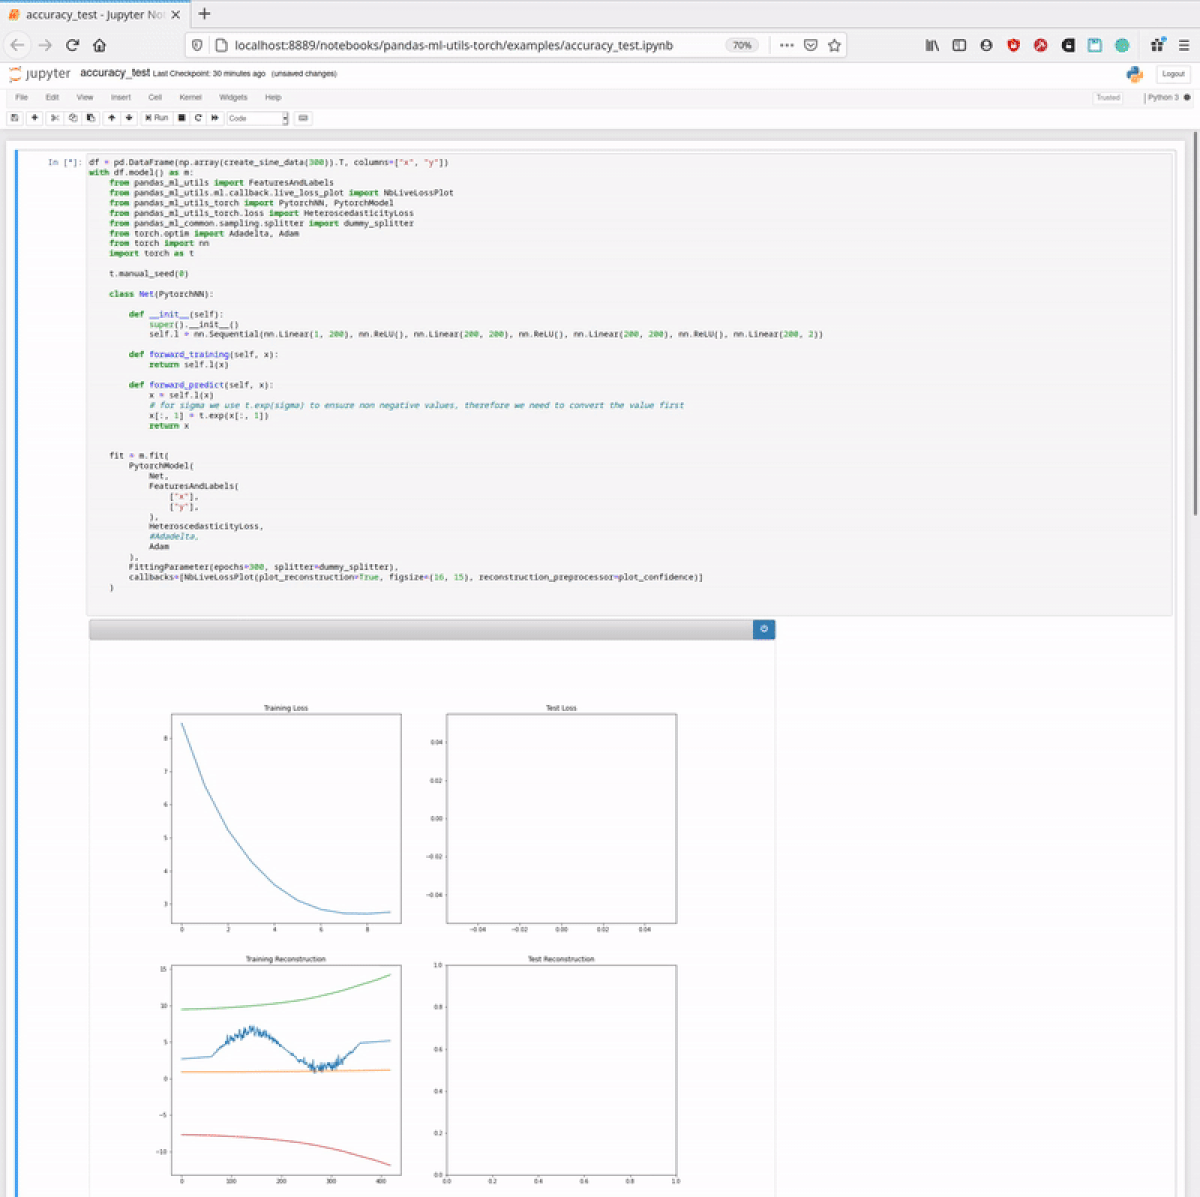 accuracy_test - Jupyter No
localhost:8889/notebooks/pandas-ml-utils-torch/examples/accuracy_test.ipynb
70%
jupyter accuracy_test Last Checkpoint: 30 minutes ago (unsaved changes)
Logout
File Edit View Insert Cell Kernel Widgets Help
Trusted
Python 3
Run
Code
In [*]:
df = pd.DataFrame(np.array(create_sine_data(300)).T, columns=["x", "y"])
with df.model() as m:
from pandas_ml_utils import FeaturesAndLabels
from pandas_ml_utils.ml.callback.live_loss_plot import NbLiveLossPlot
from pandas_ml_utils_torch import PytorchNN, PytorchModel
from pandas_ml_utils_torch.loss import HeteroscedasticityLoss
from pandas_ml_common.sampling.splitter import dummy_splitter
from torch.optim import Adadelta, Adam
from torch import nn
import torch as t
t.manual_seed(0)
class Net(PytorchNN):
def __init__(self):
super().__init__()
self.l = nn.Sequential(nn.Linear(1, 200), nn.ReLU(), nn.Linear(200, 200), nn.ReLU(), nn.Linear(200, 200), nn.ReLU(), nn.Linear(200, 2))
def forward_training(self, x):
return self.l(x)
def forward_predict(self, x):
x = self.l(x)
# for sigma we use t.exp(sigma) to ensure non negative values, therefore we need to convert the value first
x[:, 1] = t.exp(x[:, 1])
return x
fit = m.fit(
PytorchModel(
Net,
FeaturesAndLabels(
["x"],
["y"],
),
HeteroscedasticityLoss,
#Adadelta,
Adam
),
FittingParameter(epochs=300, splitter=dummy_splitter),
callbacks=[NbLiveLossPlot(plot_reconstruction=True, figsize=(16, 15), reconstruction_preprocessor=plot_confidence)]
)
Training Loss
8
7
6
5
4
3
0 2 4 6 8
Test Loss
0.04
0.02
0.00
−0.02
−0.04
−0.04 −0.02 0.00 0.02 0.04
Training Reconstruction
15
10
5
0
−5
−10
0 100 200 300 400
Test Reconstruction
1.0
0.8
0.6
0.4
0.2
0.0
0.0 0.2 0.4 0.6 0.8 1.0